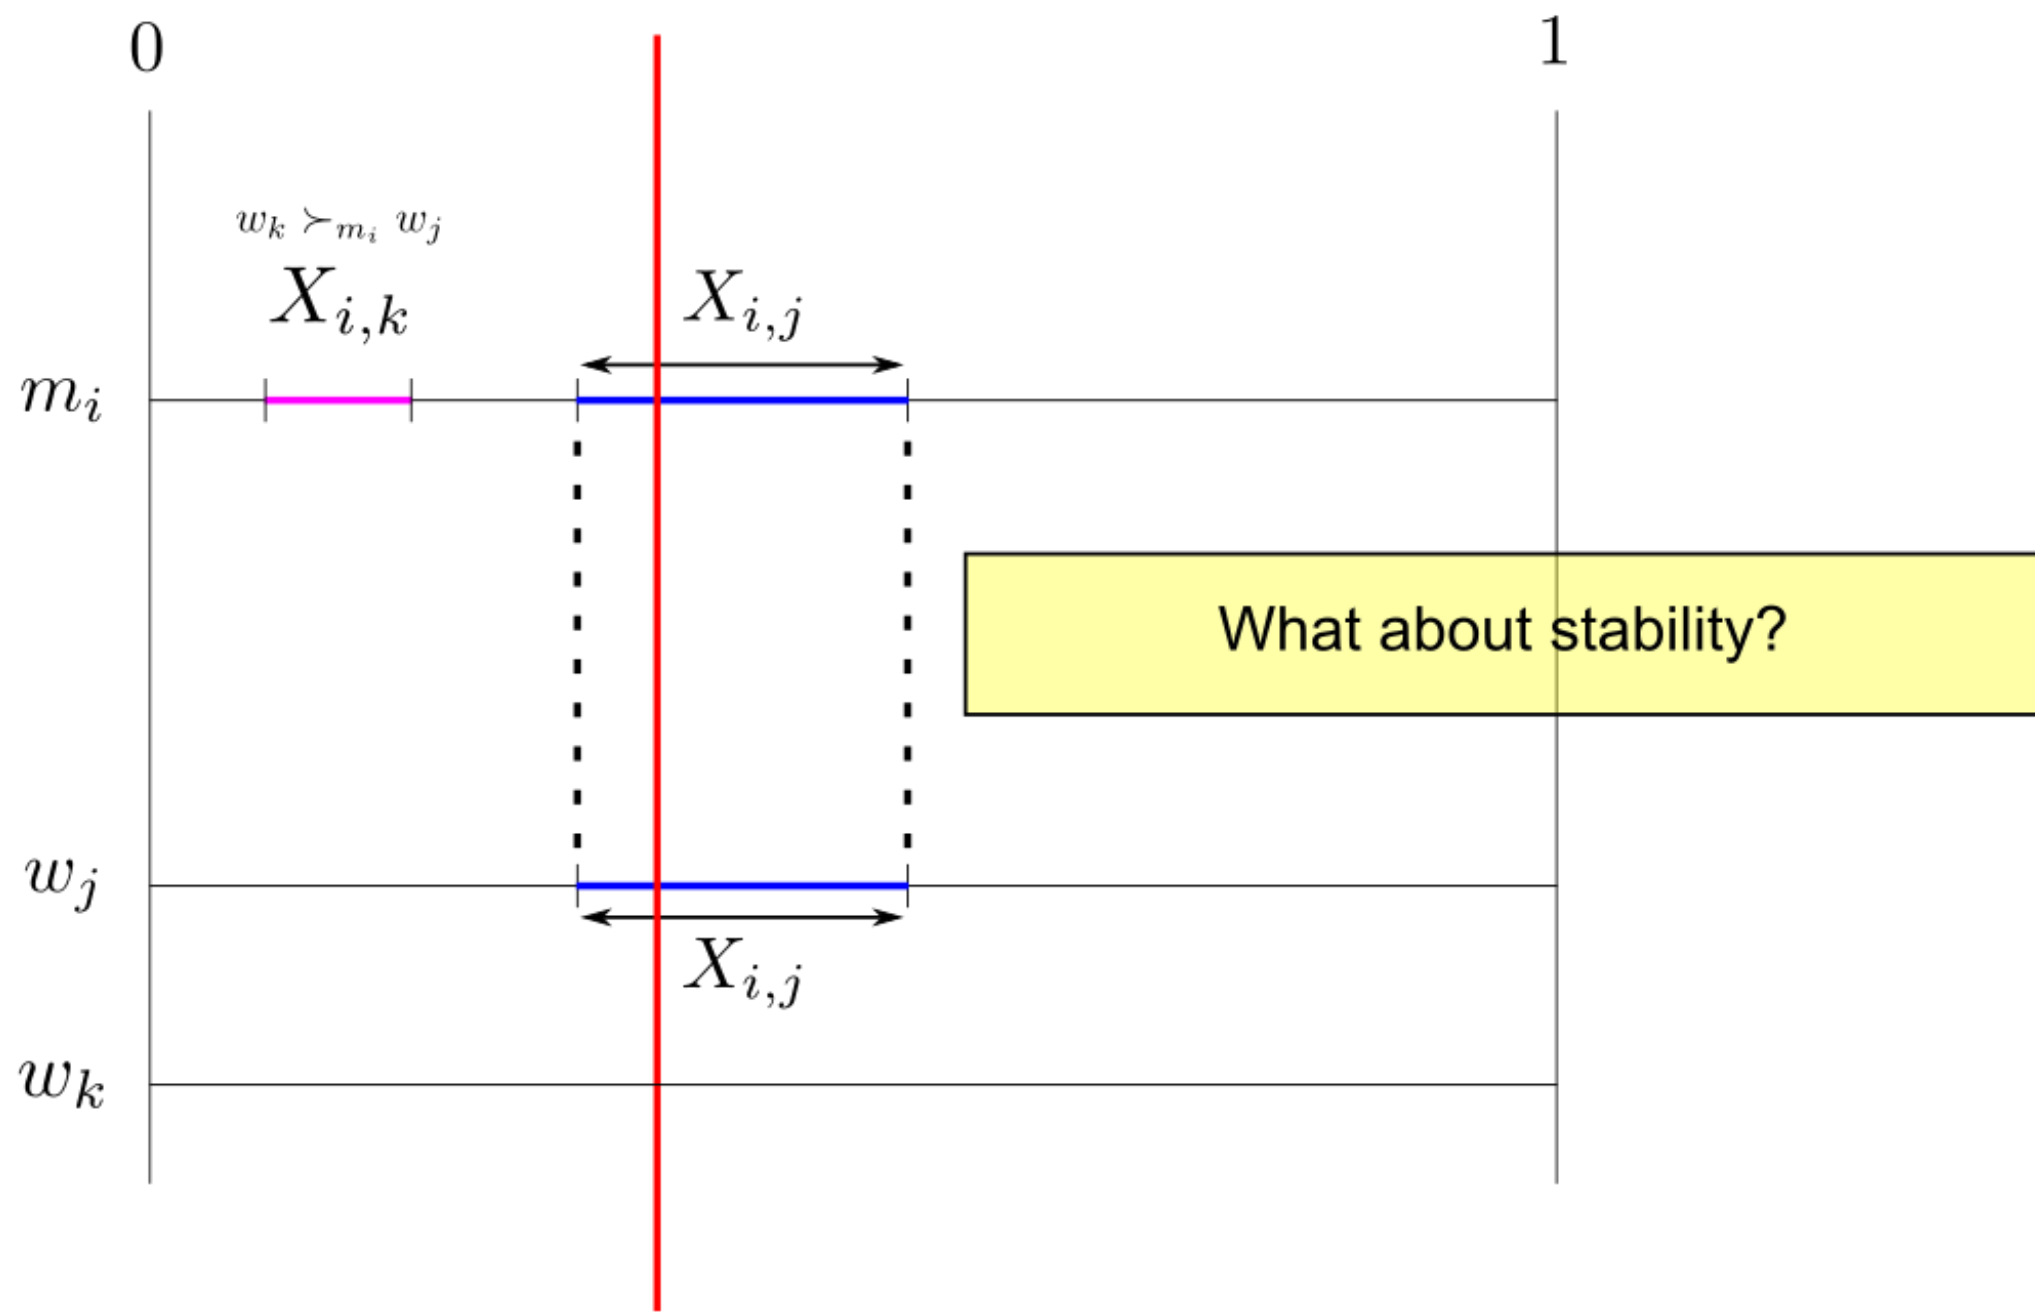 0
1
w_k ≻_{m_i} w_j
X_{i,k}
X_{i,j}
m_i
What about stability?
w_j
X_{i,j}
w_k